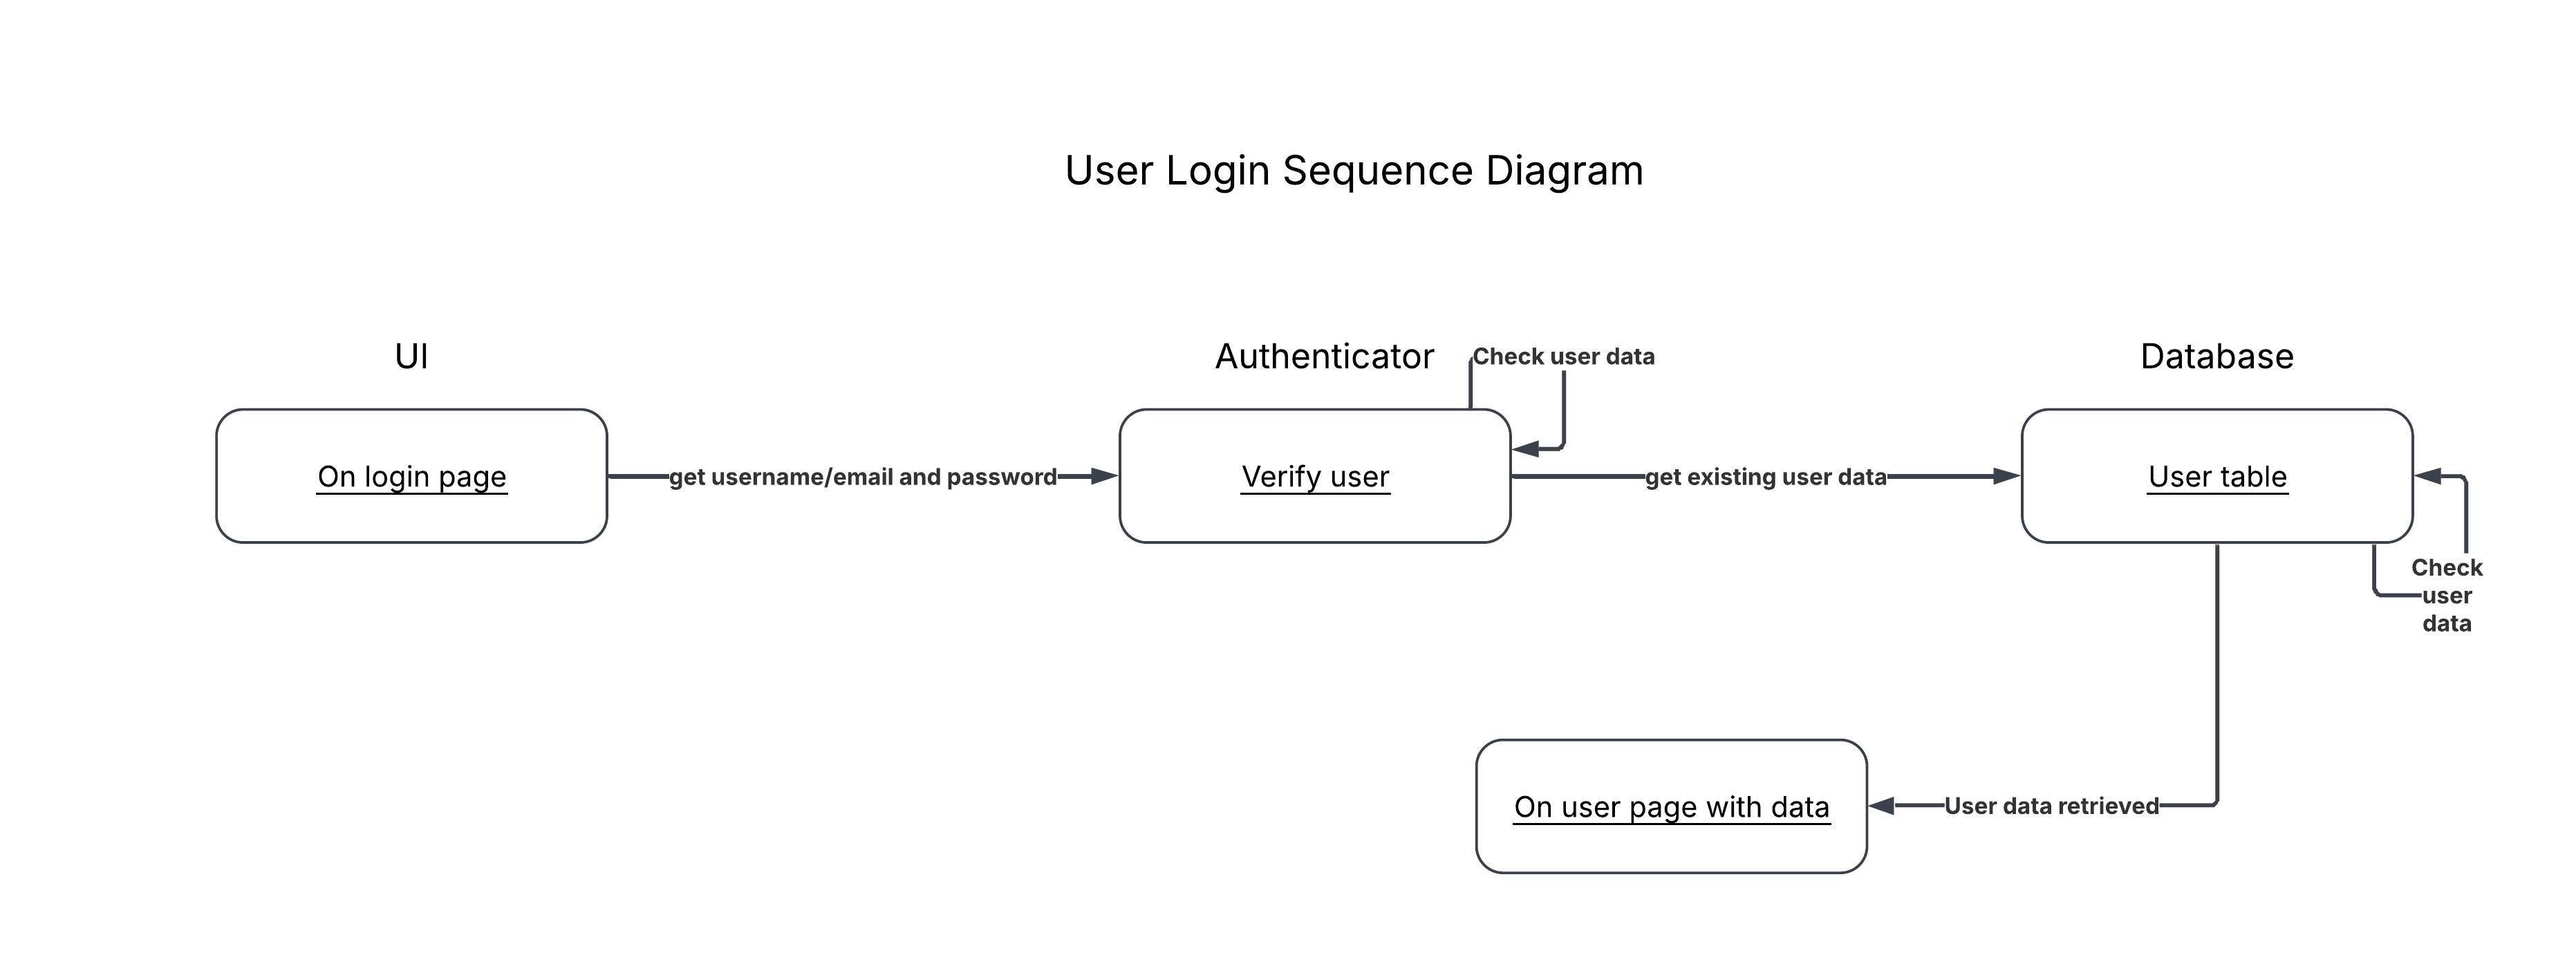 User Login Sequence Diagram
UI
Authenticator
Check user data
Database
On login page
get username/email and password
Verify user
get existing user data
User table
Check
user
data
On user page with data
User data retrieved